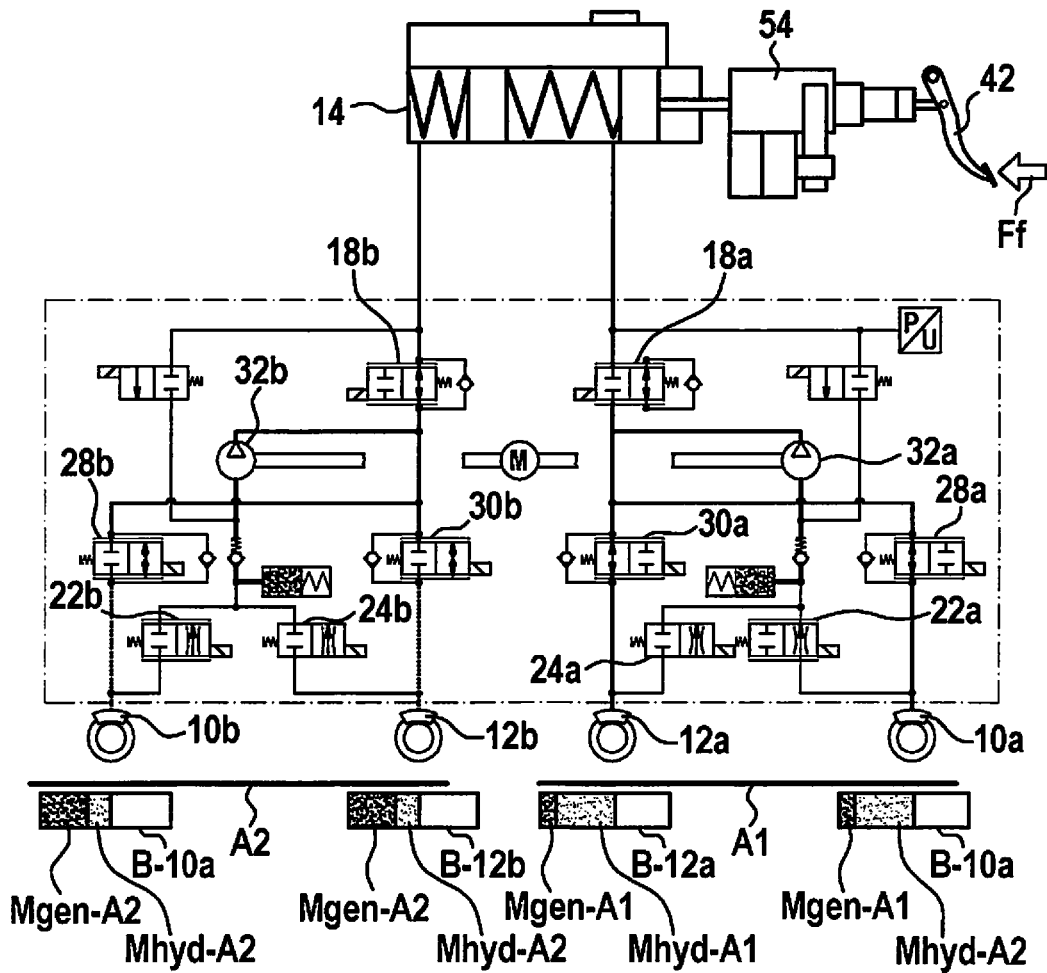 54
14
42
Ff
18b
18a
P/U
32b
M
32a
28b
30b
30a
28a
22b
24b
24a
22a
10b
12b
12a
10a
A2
A1
B-10a
B-12b
B-12a
B-10a
Mgen-A2
Mgen-A2
Mgen-A1
Mgen-A1
Mhyd-A2
Mhyd-A2
Mhyd-A1
Mhyd-A2